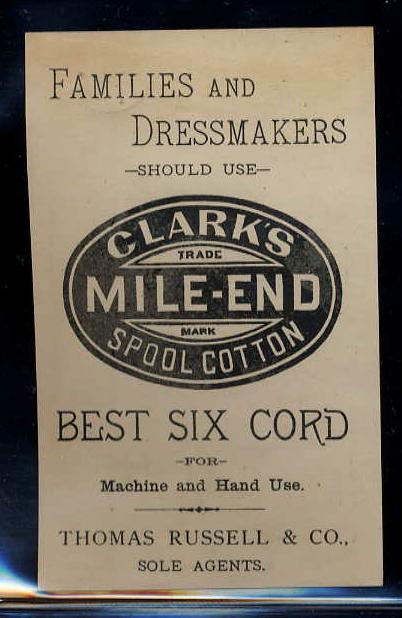 FAMILIES AND
DRESSMAKERS
—SHOULD USE—
CLARK'S
TRADE
MILE-END
MARK
SPOOL COTTON
BEST SIX CORD
—FOR—
Machine and Hand Use.
THOMAS RUSSELL & CO.,
SOLE AGENTS.